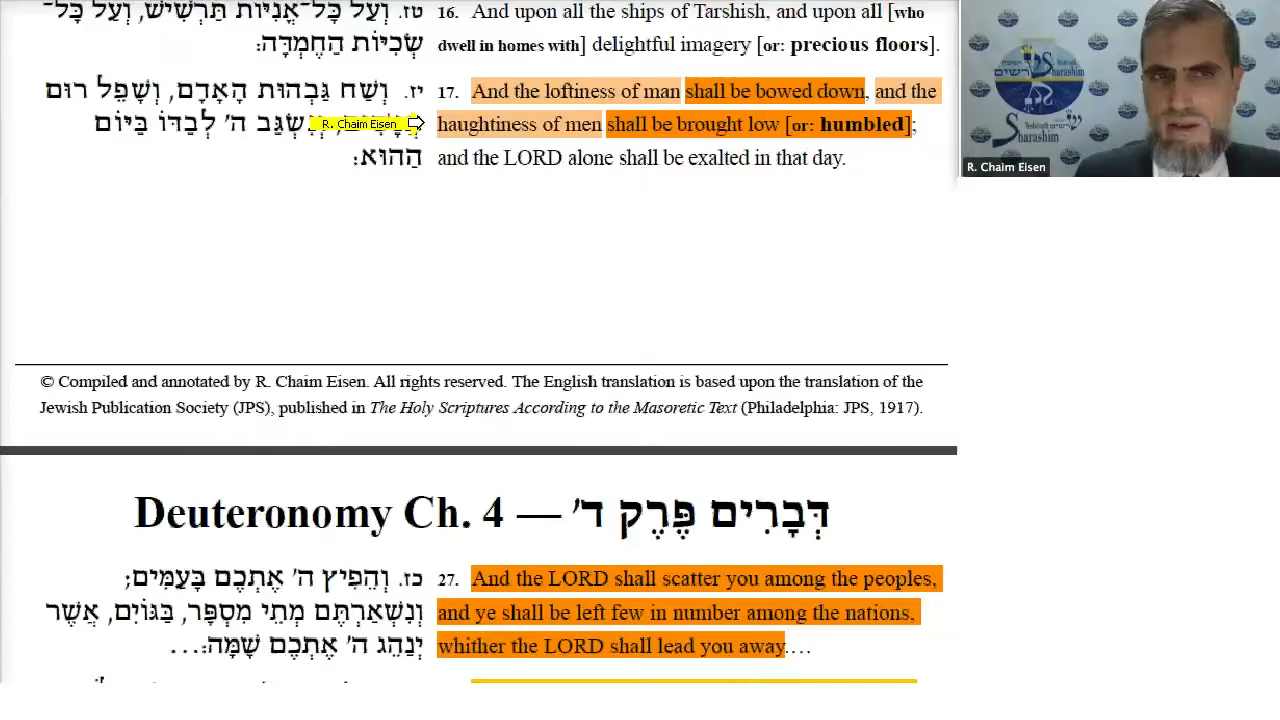 טז. וְעַל כָּל־אֳנִיּוֹת תַּרְשִׁישׁ, וְעַל כָּל־
שְׂכִיּוֹת הַחֶמְדָּה:
16. And upon all the ships of Tarshish, and upon all [who
dwell in homes with] delightful imagery [or: precious floors].
יז. וְשַׁח גַּבְהוּת הָאָדָם, וְשָׁפֵל רוּם
לְבַדּוֹ בַּיּוֹם
הַהוּא:
R. Chaim Eisen
17. And the loftiness of man shall be bowed down, and the
haughtiness of men shall be brought low [or: humbled];
and the LORD alone shall be exalted in that day.
© Compiled and annotated by R. Chaim Eisen. All rights reserved. The English translation is based upon the translation of the
Jewish Publication Society (JPS), published in The Holy Scriptures According to the Masoretic Text (Philadelphia: JPS, 1917).
Deuteronomy Ch. 4 — דְּבָרִים פֶּרֶק ד׳
כז. וְהֵפִיץ ה׳ אֶתְכֶם בָּעַמִּים;
וְנִשְׁאַרְתֶּם מְתֵי מִסְפָּר, בַּגּוֹיִם, אֲשֶׁר
יְנַהֵג ה׳ אֶתְכֶם שָׁמָּה:...
27. And the LORD shall scatter you among the peoples,
and ye shall be left few in number among the nations,
whither the LORD shall lead you away....
ישיבת
שרשים
Yeshivat
Sharashim
R. Chaim Eisen